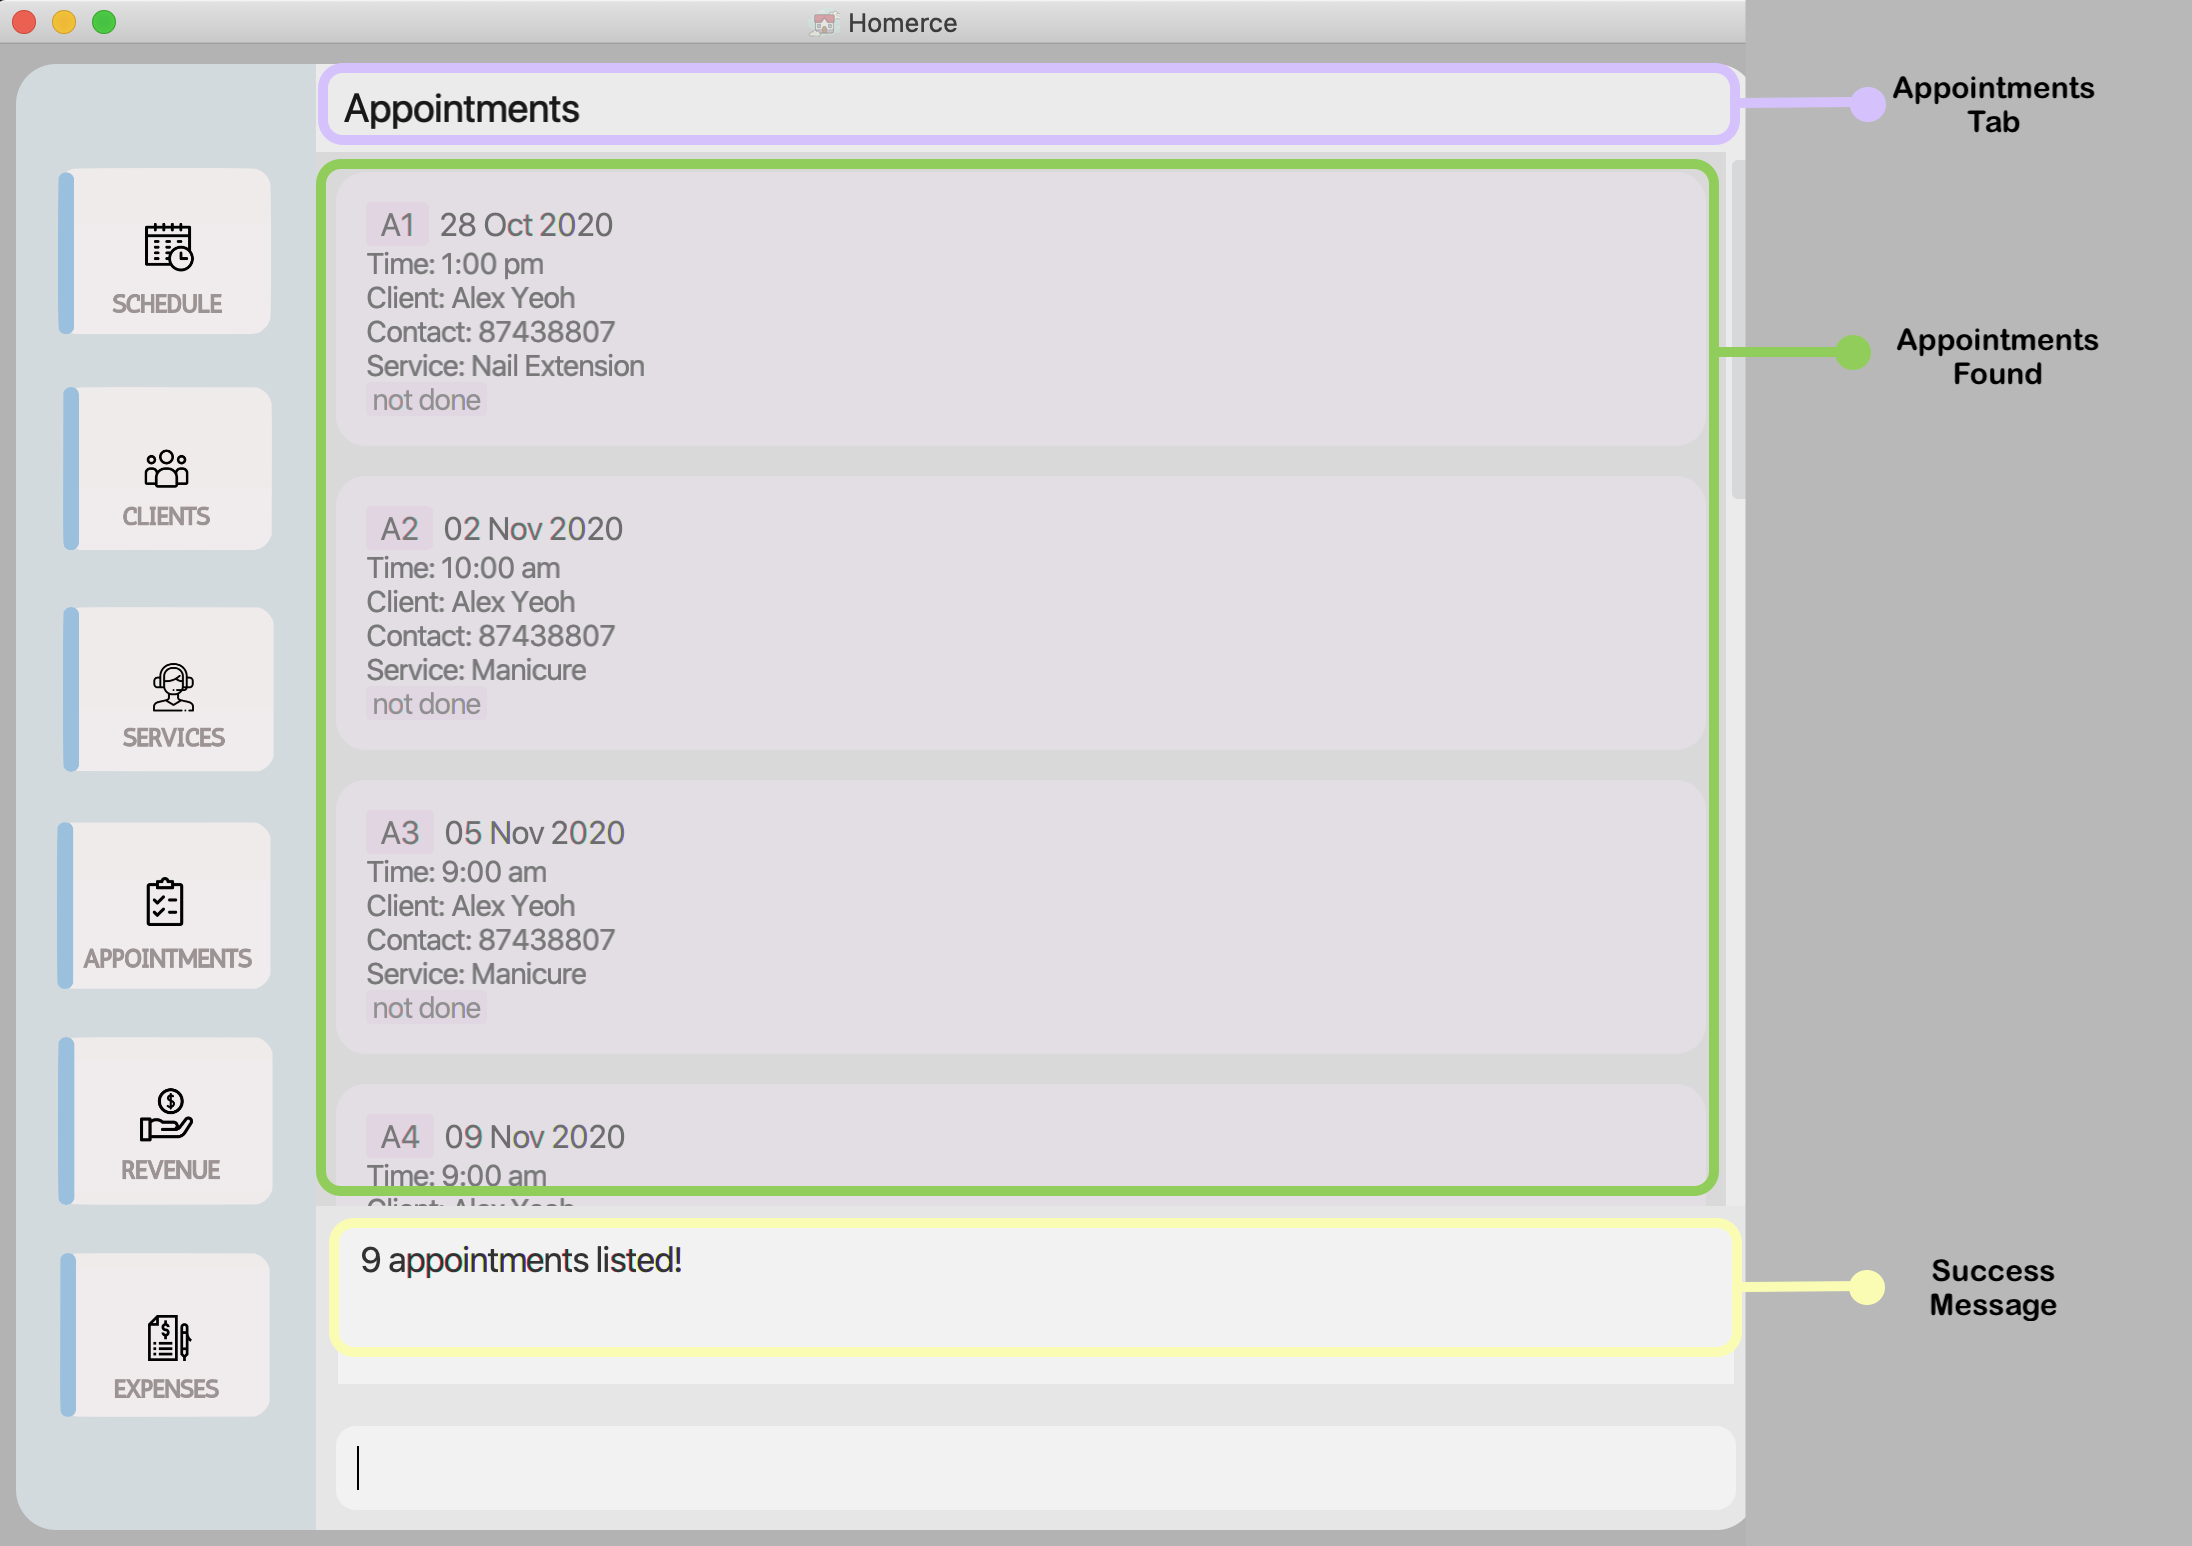 Homerce
Appointments
Appointments
Tab
SCHEDULE
CLIENTS
SERVICES
APPOINTMENTS
REVENUE
EXPENSES
A1 28 Oct 2020
Time: 1:00 pm
Client: Alex Yeoh
Contact: 87438807
Service: Nail Extension
not done
Appointments
Found
A2 02 Nov 2020
Time: 10:00 am
Client: Alex Yeoh
Contact: 87438807
Service: Manicure
not done
A3 05 Nov 2020
Time: 9:00 am
Client: Alex Yeoh
Contact: 87438807
Service: Manicure
not done
A4 09 Nov 2020
Time: 9:00 am
Client: Alex Yeoh
9 appointments listed!
Success
Message